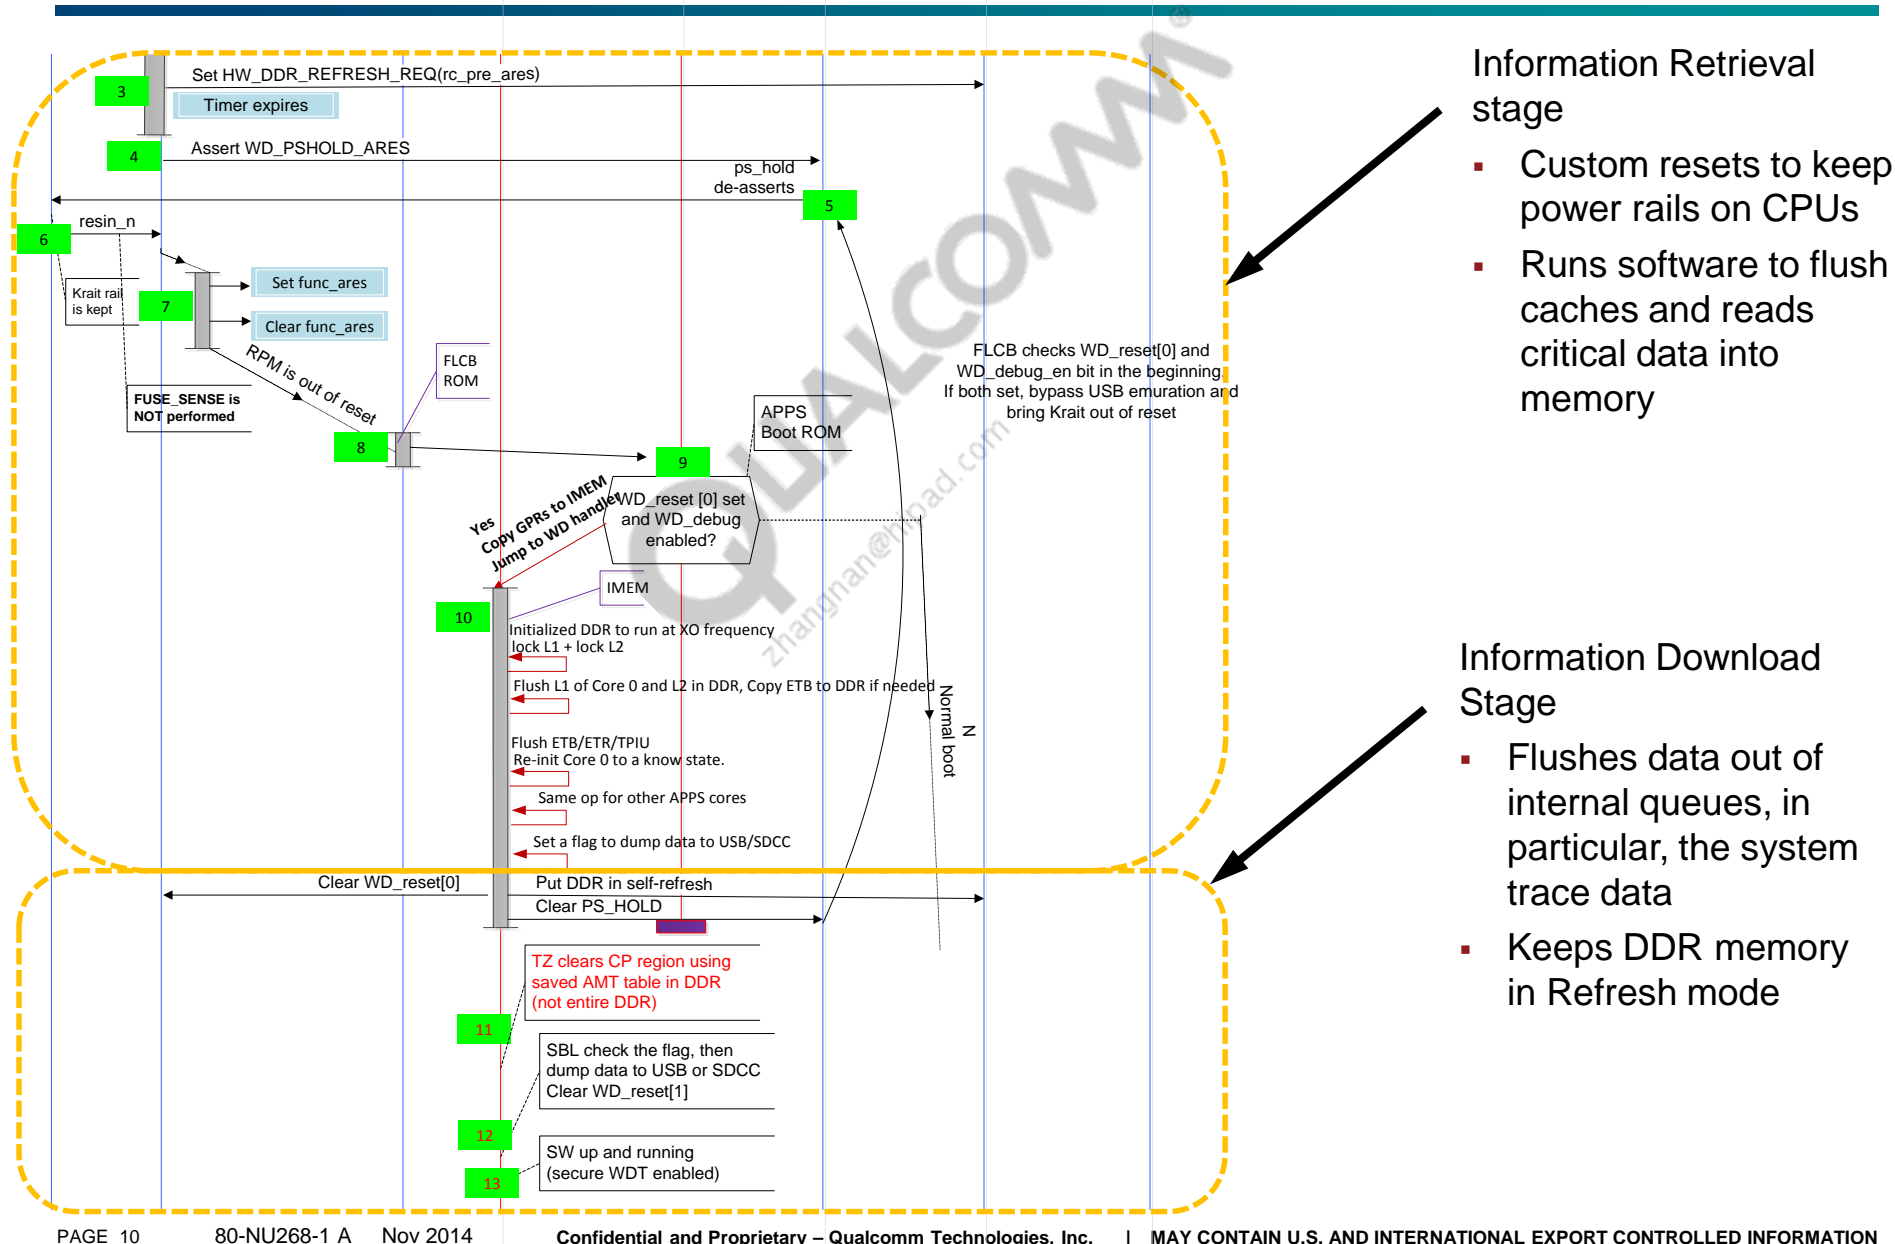 Set HW_DDR_REFRESH_REQ(rc_pre_ares)
3
Timer expires
4
Assert WD_PSHOLD_ARES
ps_hold
de-asserts
5
resin_n
6
Krait rail
is kept
7
Set func_ares
Clear func_ares
RPM is out of reset
FUSE_SENSE is
NOT performed
FLCB
ROM
8
9
APPS
Boot ROM
FLCB checks WD_reset[0] and
WD_debug_en bit in the beginning.
If both set, bypass USB emuration and
bring Krait out of reset
WD_reset [0] set
and WD_debug
enabled?
Yes
Copy GPRs to IMEM
Jump to WD handler
IMEM
10
Initialized DDR to run at XO frequency
lock L1 + lock L2
Flush L1 of Core 0 and L2 in DDR, Copy ETB to DDR if needed
N
Normal boot
Flush ETB/ETR/TPIU
Re-init Core 0 to a know state.
Same op for other APPS cores
Set a flag to dump data to USB/SDCC
Clear WD_reset[0]
Put DDR in self-refresh
Clear PS_HOLD
TZ clears CP region using
saved AMT table in DDR
(not entire DDR)
11
SBL check the flag, then
dump data to USB or SDCC
Clear WD_reset[1]
12
SW up and running
(secure WDT enabled)
13
Information Retrieval
stage
▪ Custom resets to keep
power rails on CPUs
▪ Runs software to flush
caches and reads
critical data into
memory
Information Download
Stage
▪ Flushes data out of
internal queues, in
particular, the system
trace data
▪ Keeps DDR memory
in Refresh mode
QUALCOMM®
zhangnan@hipad.com
PAGE 10 80-NU268-1 A Nov 2014 Confidential and Proprietary – Qualcomm Technologies, Inc. | MAY CONTAIN U.S. AND INTERNATIONAL EXPORT CONTROLLED INFORMATION